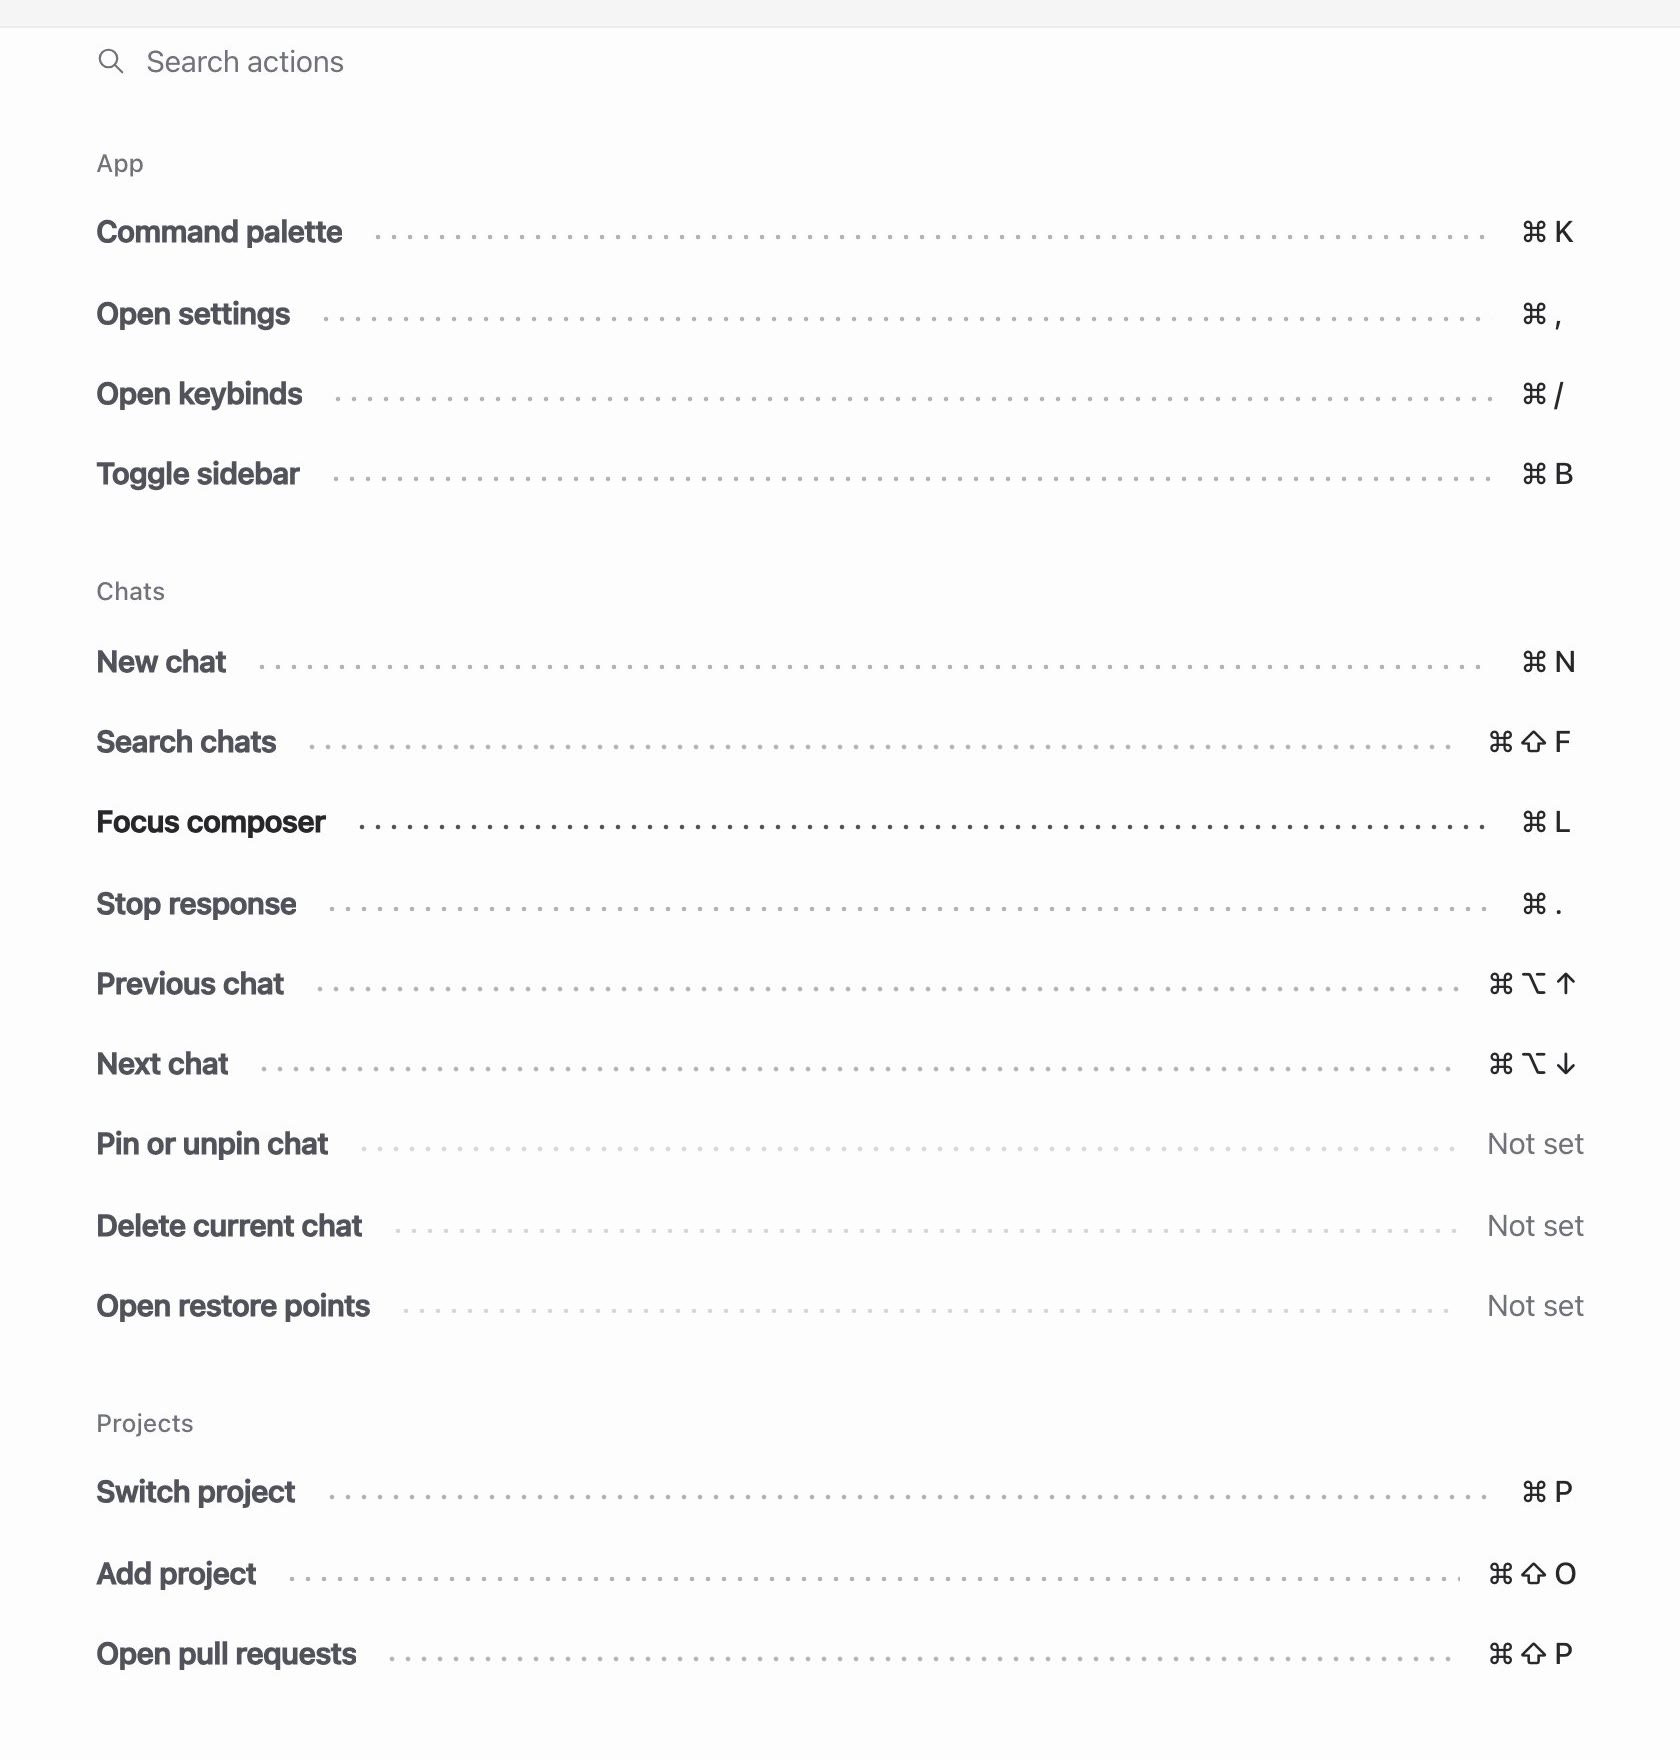 Search actions
App
Command palette ⌘ K
Open settings ⌘ ,
Open keybinds ⌘ /
Toggle sidebar ⌘ B
Chats
New chat ⌘ N
Search chats ⌘ ⇧ F
Focus composer ⌘ L
Stop response ⌘ .
Previous chat ⌘ ⌥ ↑
Next chat ⌘ ⌥ ↓
Pin or unpin chat Not set
Delete current chat Not set
Open restore points Not set
Projects
Switch project ⌘ P
Add project ⌘ ⇧ O
Open pull requests ⌘ ⇧ P